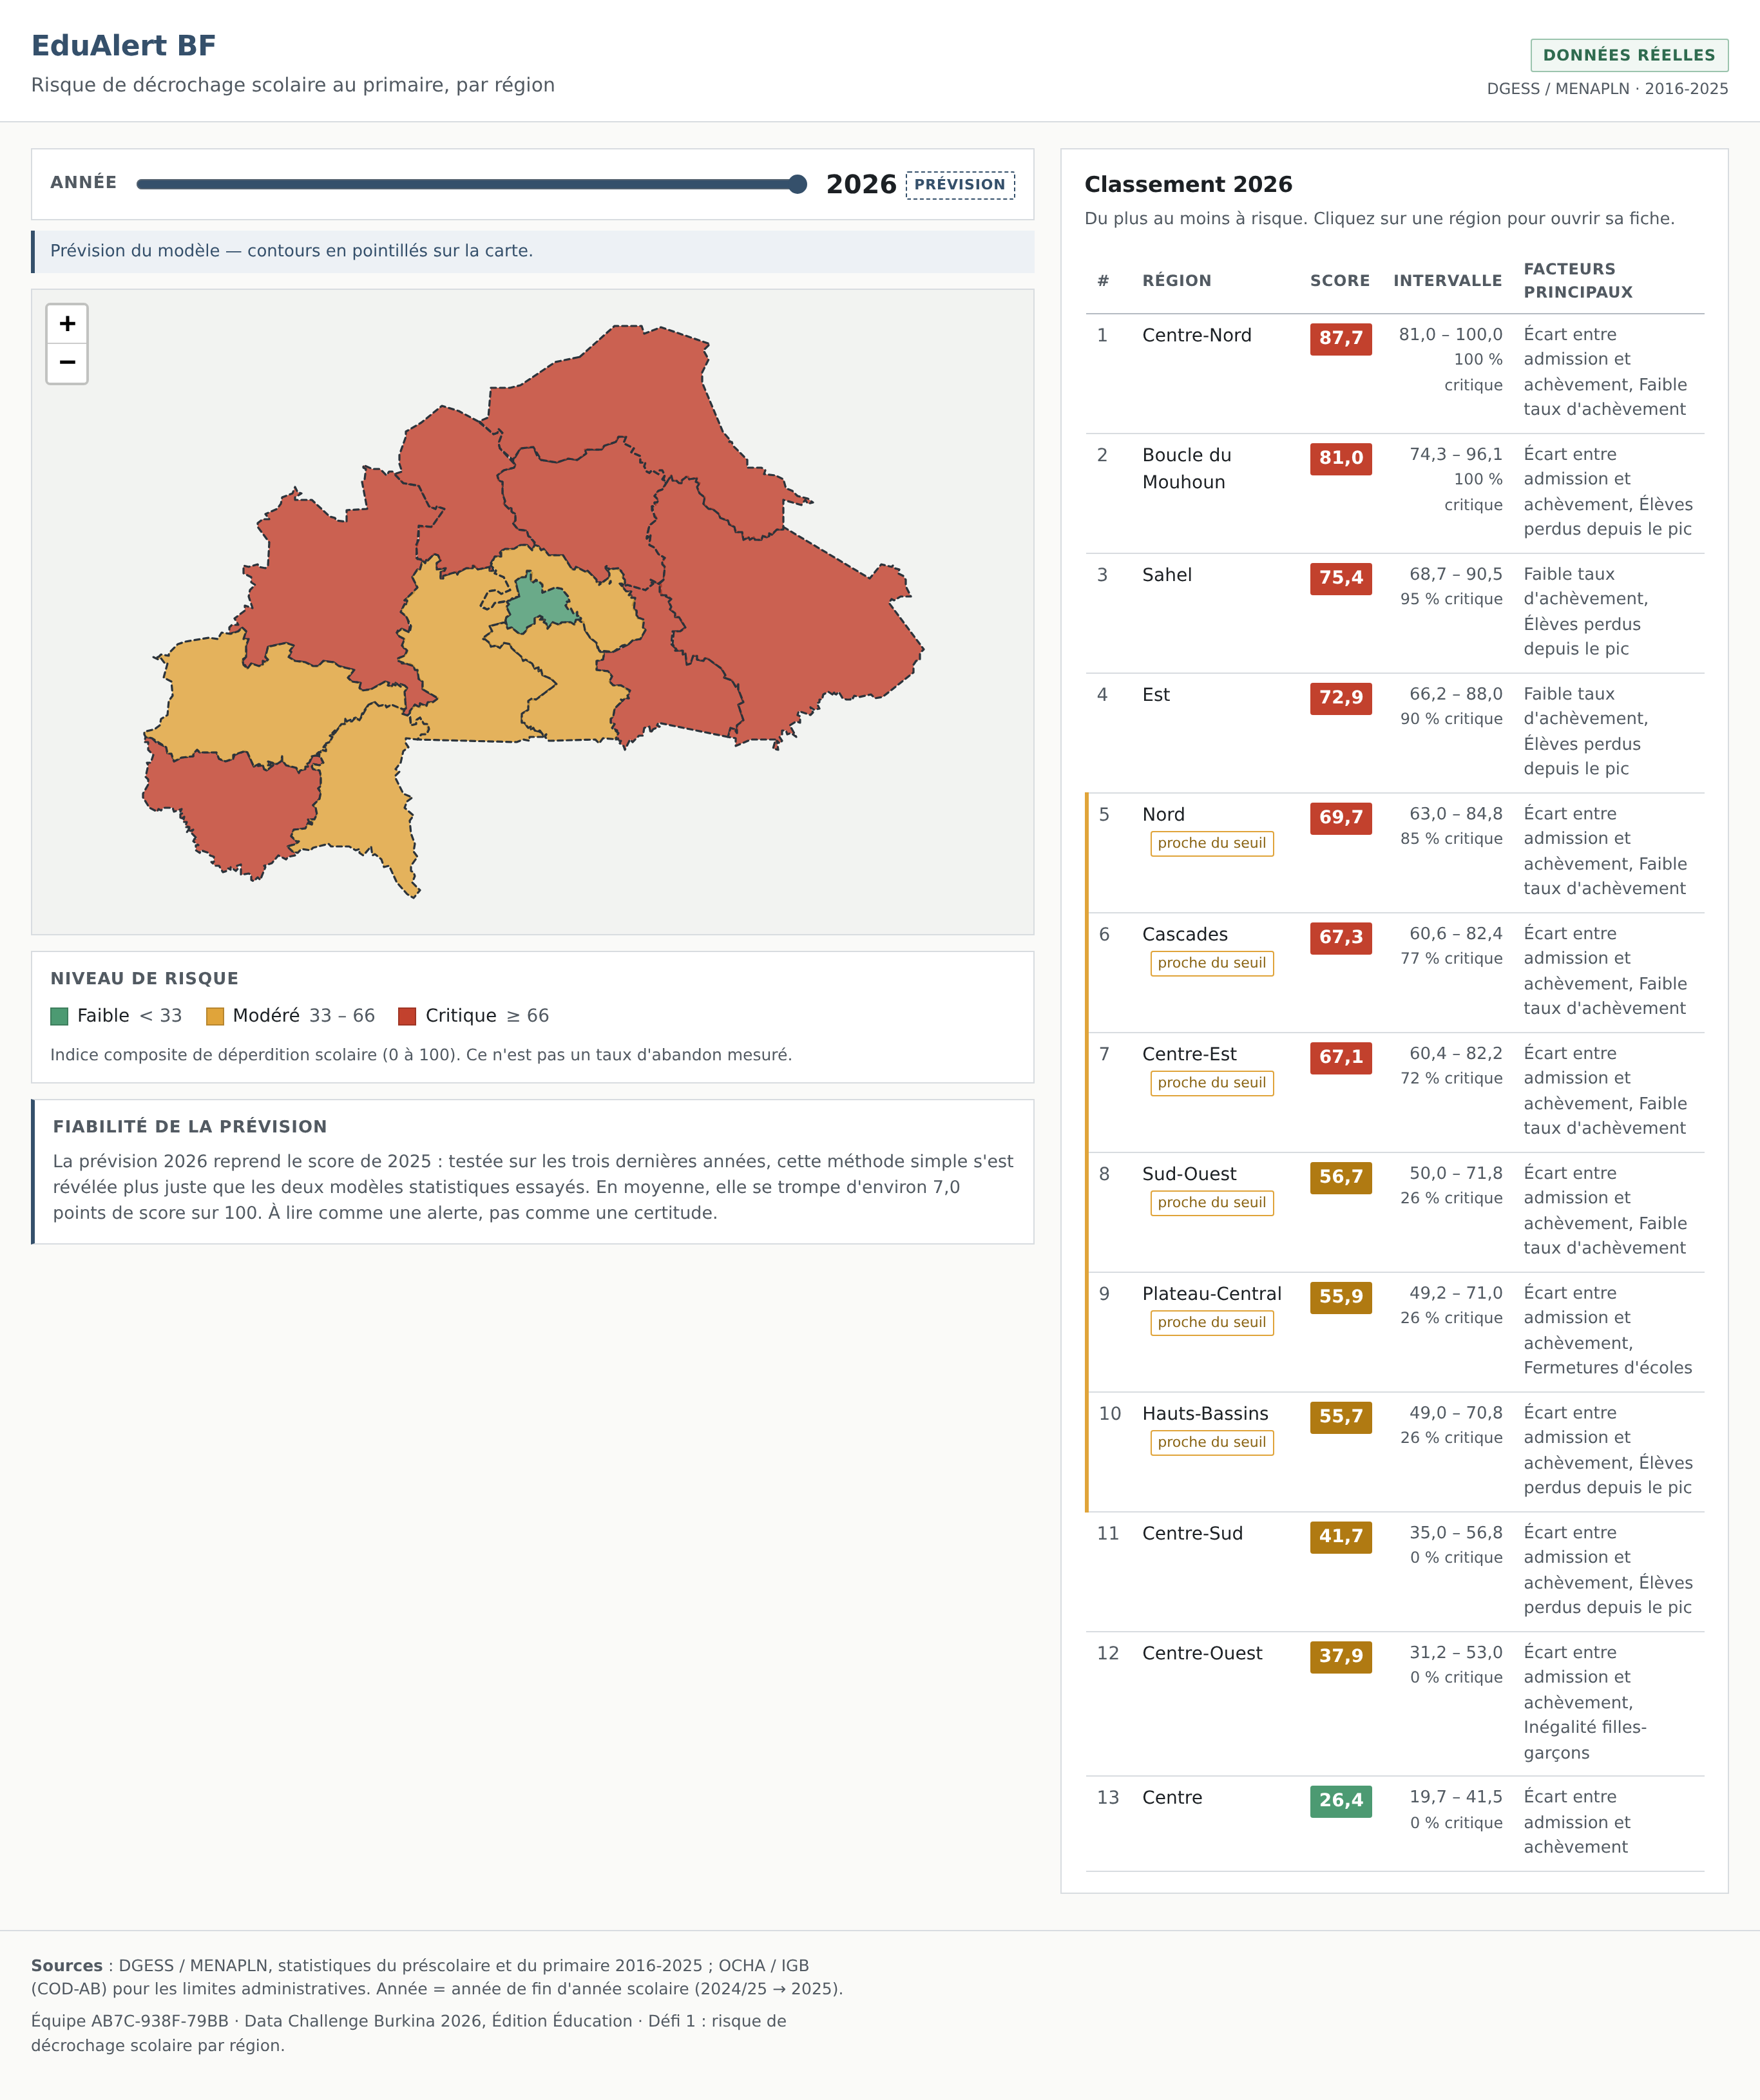 EduAlert BF
Risque de décrochage scolaire au primaire, par région
DONNÉES RÉELLES
DGESS / MENAPLN · 2016-2025
ANNÉE
2026
PRÉVISION
Prévision du modèle — contours en pointillés sur la carte.
+
−
NIVEAU DE RISQUE
Faible < 33 Modéré 33 – 66 Critique ≥ 66
Indice composite de déperdition scolaire (0 à 100). Ce n'est pas un taux d'abandon mesuré.
FIABILITÉ DE LA PRÉVISION
La prévision 2026 reprend le score de 2025 : testée sur les trois dernières années, cette méthode simple s'est
révélée plus juste que les deux modèles statistiques essayés. En moyenne, elle se trompe d'environ 7,0
points de score sur 100. À lire comme une alerte, pas comme une certitude.
Classement 2026
Du plus au moins à risque. Cliquez sur une région pour ouvrir sa fiche.
# RÉGION SCORE INTERVALLE FACTEURS
PRINCIPAUX
1 Centre-Nord 87,7 81,0 – 100,0 Écart entre
100 % admission et
critique achèvement, Faible
taux d'achèvement
2 Boucle du 81,0 74,3 – 96,1 Écart entre
Mouhoun 100 % admission et
critique achèvement, Élèves
perdus depuis le pic
3 Sahel 75,4 68,7 – 90,5 Faible taux
95 % critique d'achèvement,
Élèves perdus
depuis le pic
4 Est 72,9 66,2 – 88,0 Faible taux
90 % critique d'achèvement,
Élèves perdus
depuis le pic
5 Nord 69,7 63,0 – 84,8 Écart entre
proche du seuil 85 % critique admission et
achèvement, Faible
taux d'achèvement
6 Cascades 67,3 60,6 – 82,4 Écart entre
proche du seuil 77 % critique admission et
achèvement, Faible
taux d'achèvement
7 Centre-Est 67,1 60,4 – 82,2 Écart entre
proche du seuil 72 % critique admission et
achèvement, Faible
taux d'achèvement
8 Sud-Ouest 56,7 50,0 – 71,8 Écart entre
proche du seuil 26 % critique admission et
achèvement, Faible
taux d'achèvement
9 Plateau-Central 55,9 49,2 – 71,0 Écart entre
proche du seuil 26 % critique admission et
achèvement,
Fermetures d'écoles
10 Hauts-Bassins 55,7 49,0 – 70,8 Écart entre
proche du seuil 26 % critique admission et
achèvement, Élèves
perdus depuis le pic
11 Centre-Sud 41,7 35,0 – 56,8 Écart entre
0 % critique admission et
achèvement, Élèves
perdus depuis le pic
12 Centre-Ouest 37,9 31,2 – 53,0 Écart entre
0 % critique admission et
achèvement,
Inégalité filles-
garçons
13 Centre 26,4 19,7 – 41,5 Écart entre
0 % critique admission et
achèvement
Sources : DGESS / MENAPLN, statistiques du préscolaire et du primaire 2016-2025 ; OCHA / IGB
(COD-AB) pour les limites administratives. Année = année de fin d'année scolaire (2024/25 → 2025).
Équipe AB7C-938F-79BB · Data Challenge Burkina 2026, Édition Éducation · Défi 1 : risque de
décrochage scolaire par région.